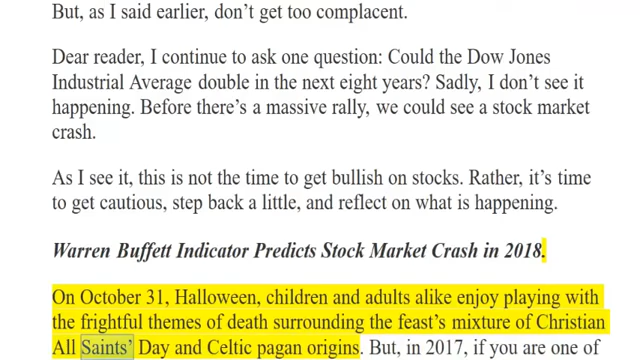 But, as I said earlier, don’t get too complacent.
Dear reader, I continue to ask one question: Could the Dow Jones
Industrial Average double in the next eight years? Sadly, I don’t see it
happening. Before there’s a massive rally, we could see a stock market
crash.
As I see it, this is not the time to get bullish on stocks. Rather, it’s time
to get cautious, step back a little, and reflect on what is happening.
Warren Buffett Indicator Predicts Stock Market Crash in 2018.
On October 31, Halloween, children and adults alike enjoy playing with
the frightful themes of death surrounding the feast’s mixture of Christian
All Saints’ Day and Celtic pagan origins. But, in 2017, if you are one of